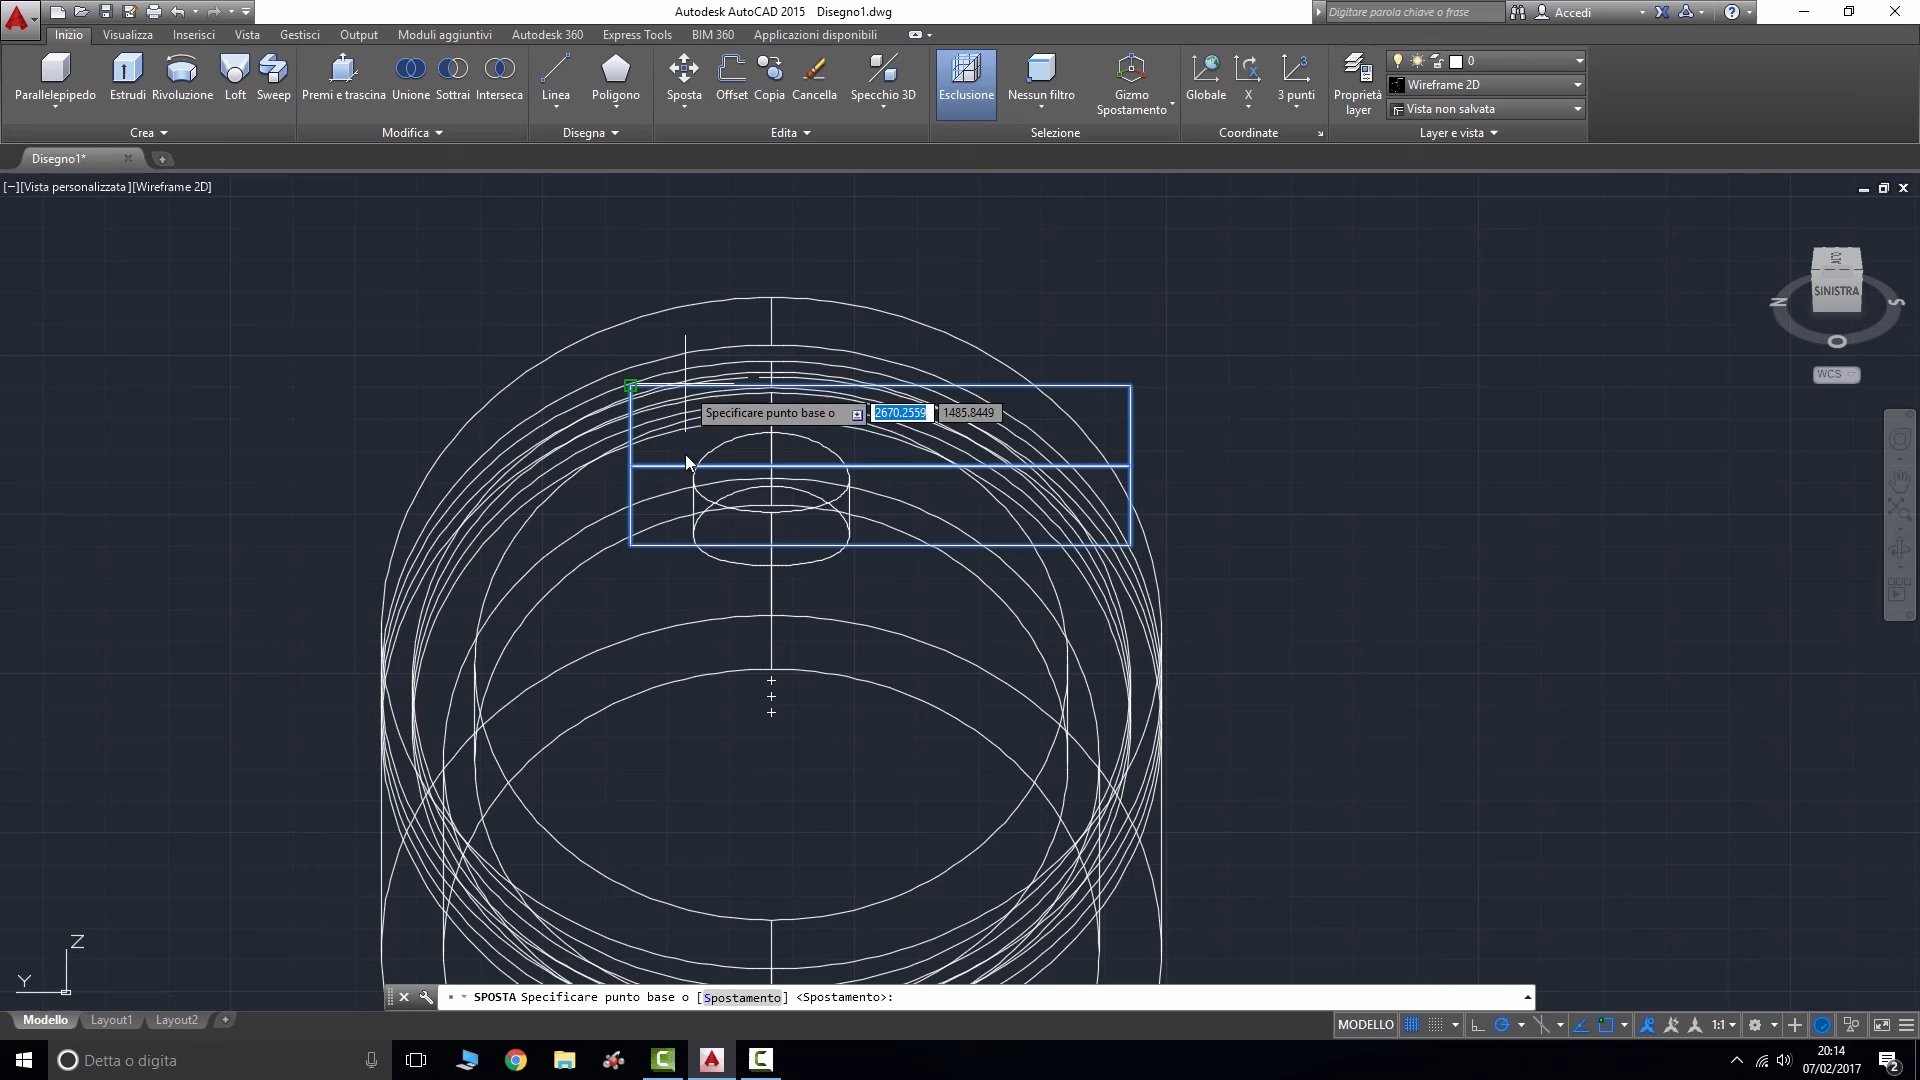 Autodesk AutoCAD 2015 Disegno1.dwg
Digitare parola chiave o frase
Accedi
Inizio Visualizza Inserisci Vista Gestisci Output Moduli aggiuntivi Autodesk 360 Express Tools BIM 360 Applicazioni disponibili
Parallelepipedo Estrudi Rivoluzione Loft Sweep
Premi e trascina Unione Sottrai Interseca
Linea Poligono
Sposta Offset Copia Cancella Specchio 3D
Esclusione Nessun filtro Gizmo Spostamento
Globale X 3 punti
Proprietà layer
0
Wireframe 2D
Vista non salvata
Crea Modifica Disegna Edita Selezione Coordinate Layer e vista
Disegno1*
[−][Vista personalizzata][Wireframe 2D]
ALTO
SINISTRA
N S
O
WCS
Specificare punto base o 2670.2559 1485.8449
Z
Y
SPOSTA Specificare punto base o [Spostamento] <Spostamento>:
Modello Layout1 Layout2
MODELLO 1:1
Detta o digita
20:14
07/02/2017
2